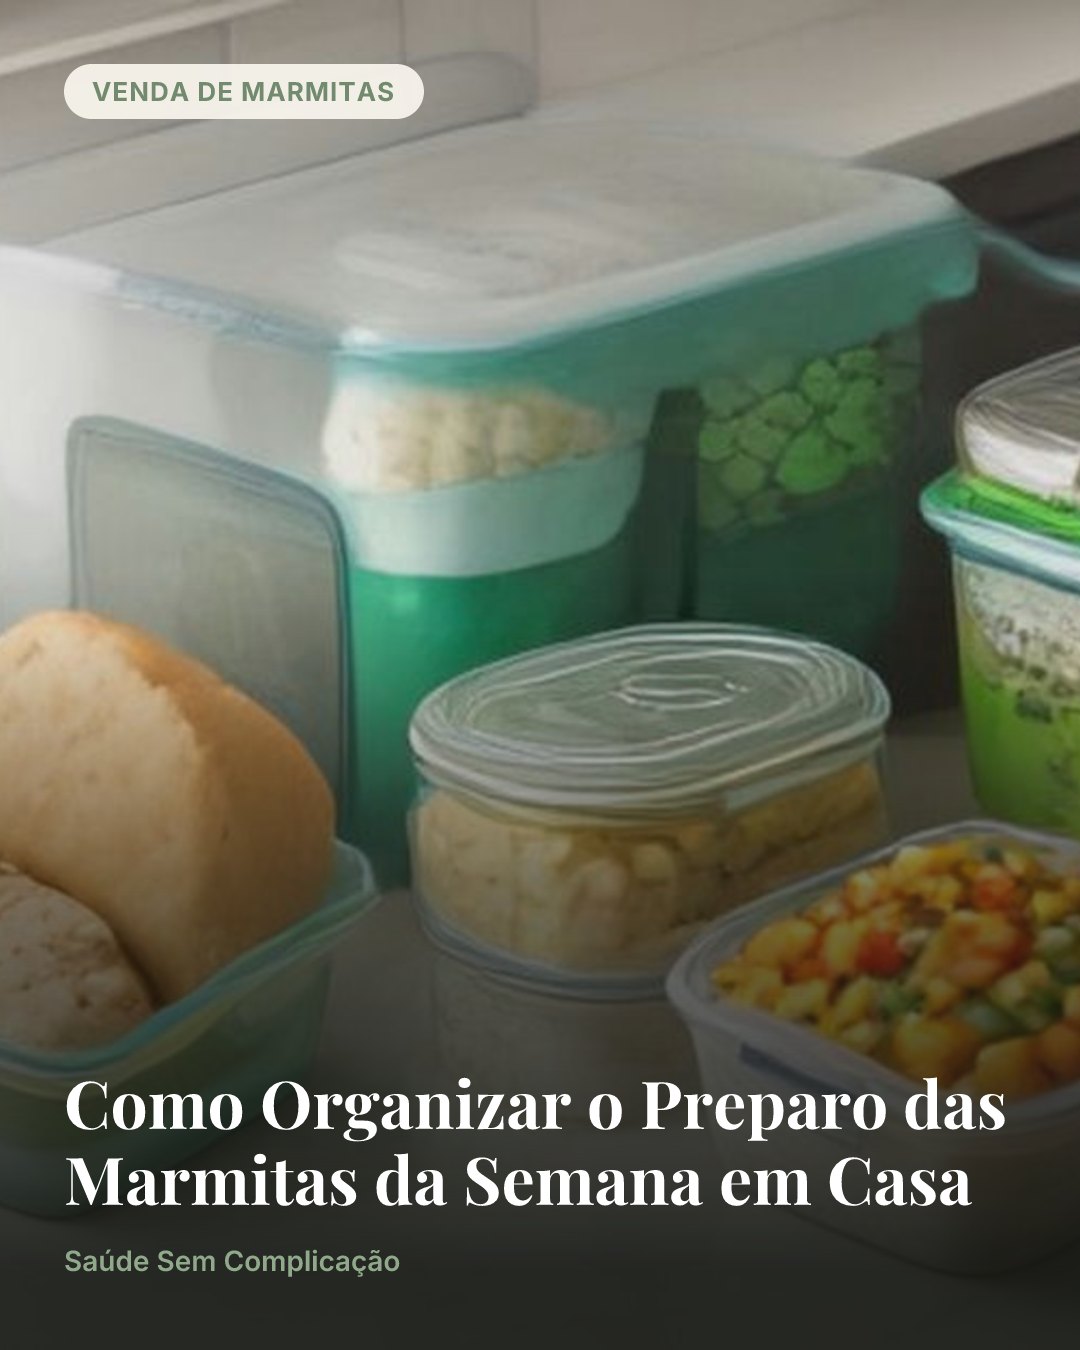 VENDA DE MARMITAS
Como Organizar o Preparo das
Marmitas da Semana em Casa
Saúde Sem Complicação